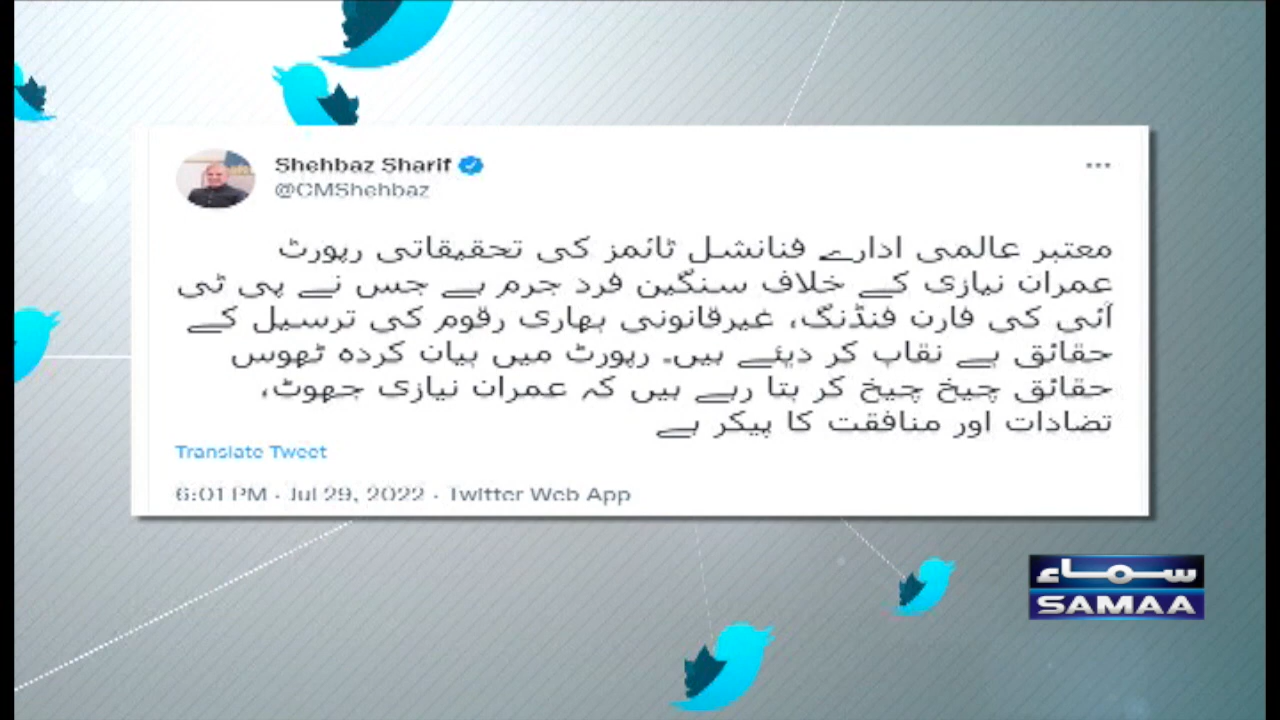 Shehbaz Sharif
@CMShehbaz
معتبر عالمی ادارے فنانشل ٹائمز کی تحقیقاتی رپورٹ
عمران نیازی کے خلاف سنگین فرد جرم ہے جس نے پی ٹی
آئی کی فارن فنڈنگ، غیرقانونی بھاری رقوم کی ترسیل کے
حقائق بے نقاب کر دیئے ہیں۔ رپورٹ میں بیان کردہ ٹھوس
حقائق چیخ چیخ کر بتا رہے ہیں کہ عمران نیازی جھوٹ،
تضادات اور منافقت کا پیکر ہے
Translate Tweet
6:01 PM · Jul 29, 2022 · Twitter Web App
سماء
SAMAA